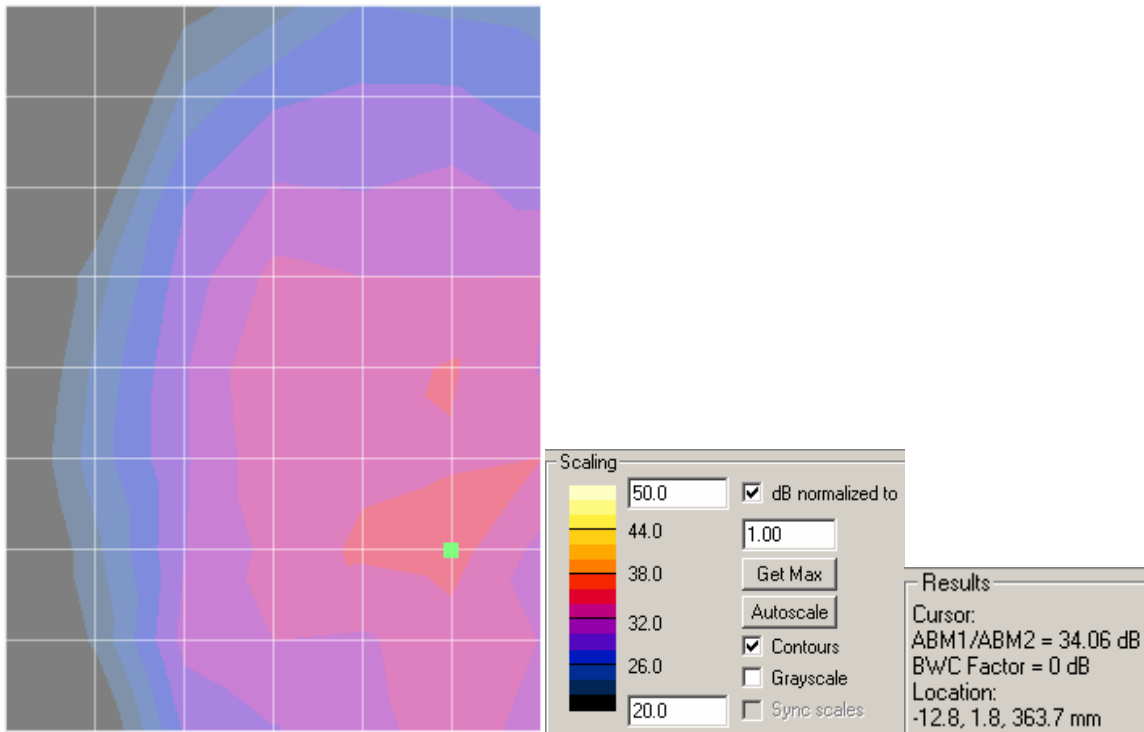 Scaling
50.0
dB normalized to
44.0
1.00
38.0
Get Max
Autoscale
32.0
Contours
26.0
Grayscale
20.0
Sync scales
Results
Cursor:
ABM1/ABM2 = 34.06 dB
BWC Factor = 0 dB
Location:
-12.8, 1.8, 363.7 mm